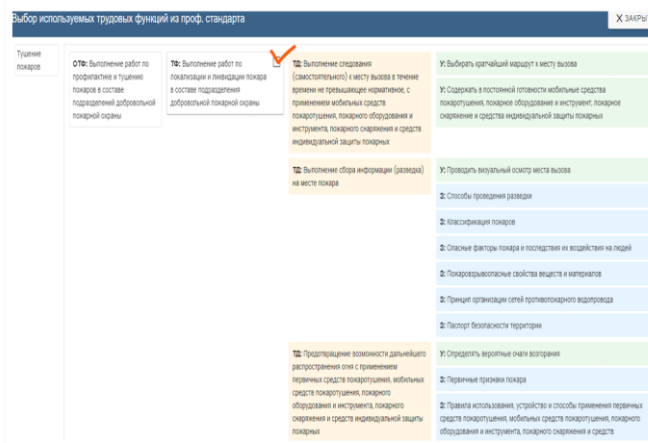 Выбор используемых трудовых функций из проф. стандарта
X ЗАКРЫТ
Тушение
пожаров
ОТФ: Выполнение работ по
профилактике и тушению
пожаров в составе
подразделений добровольной
пожарной охраны
ТФ: Выполнение работ по
локализации и ликвидации пожара
в составе подразделения
добровольной пожарной охраны
ТД: Выполнение следования
(самостоятельного) к месту вызова в течение
времени не превышающее нормативное, с
применением мобильных средств
пожаротушения, пожарного оборудования и
инструмента, пожарного снаряжения и средств
индивидуальной защиты пожарных
У: Выбирать кратчайший маршрут к месту вызова
У: Содержать в постоянной готовности мобильные средства
пожаротушения, пожарное оборудование и инструмент, пожарное
снаряжение и средства индивидуальной защиты пожарных
ТД: Выполнение сбора информации (разведка)
на месте пожара
У: Проводить визуальный осмотр места вызова
З: Способы проведения разведки
З: Классификация пожаров
З: Опасные факторы пожара и последствия их воздействия на людей
З: Пожаровзрывоопасные свойства веществ и материалов
З: Принцип организации сетей противопожарного водопровода
З: Паспорт безопасности территории
ТД: Предотвращение возможности дальнейшего
распространения огня с применением
первичных средств пожаротушения, мобильных
средств пожаротушения, пожарного
оборудования и инструмента, пожарного
снаряжения и средств индивидуальной защиты
пожарных
У: Определять вероятные очаги возгорания
З: Первичные признаки пожара
З: Правила использования, устройство и способы применения первичных
средств пожаротушения, мобильных средств пожаротушения, пожарного
оборудования и инструмента, пожарного снаряжения и средств